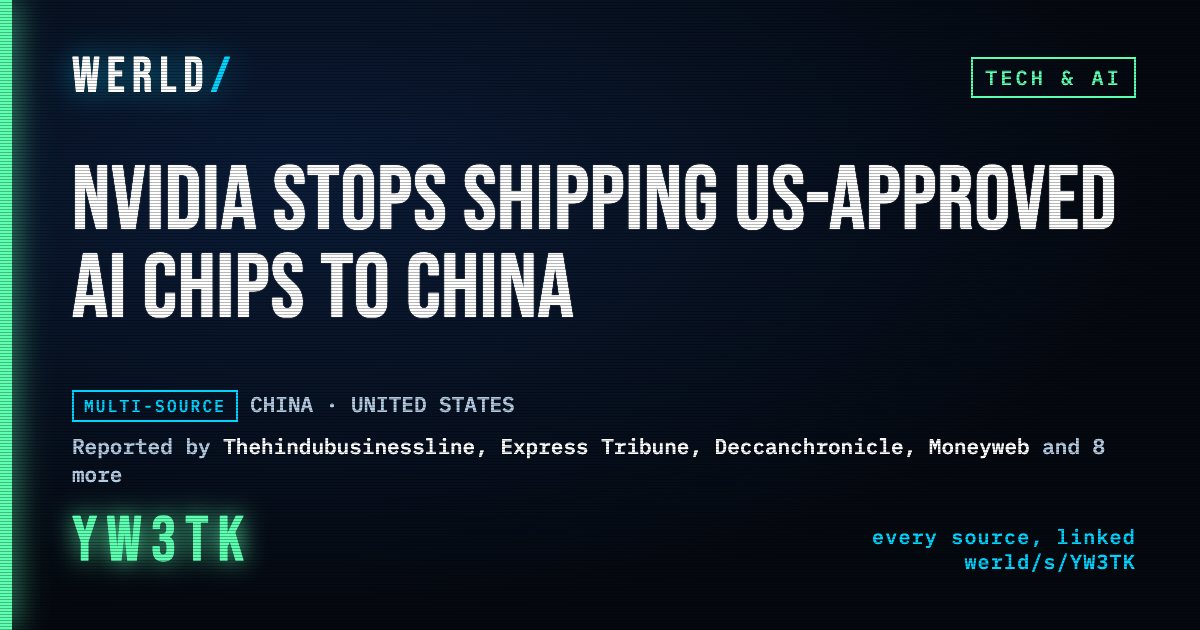 WERLD/
TECH & AI
NVIDIA STOPS SHIPPING US-APPROVED
AI CHIPS TO CHINA
MULTI-SOURCE CHINA · UNITED STATES
Reported by Thehindubusinessline, Express Tribune, Deccanchronicle, Moneyweb and 8
more
YW3TK
every source, linked
werld/s/YW3TK